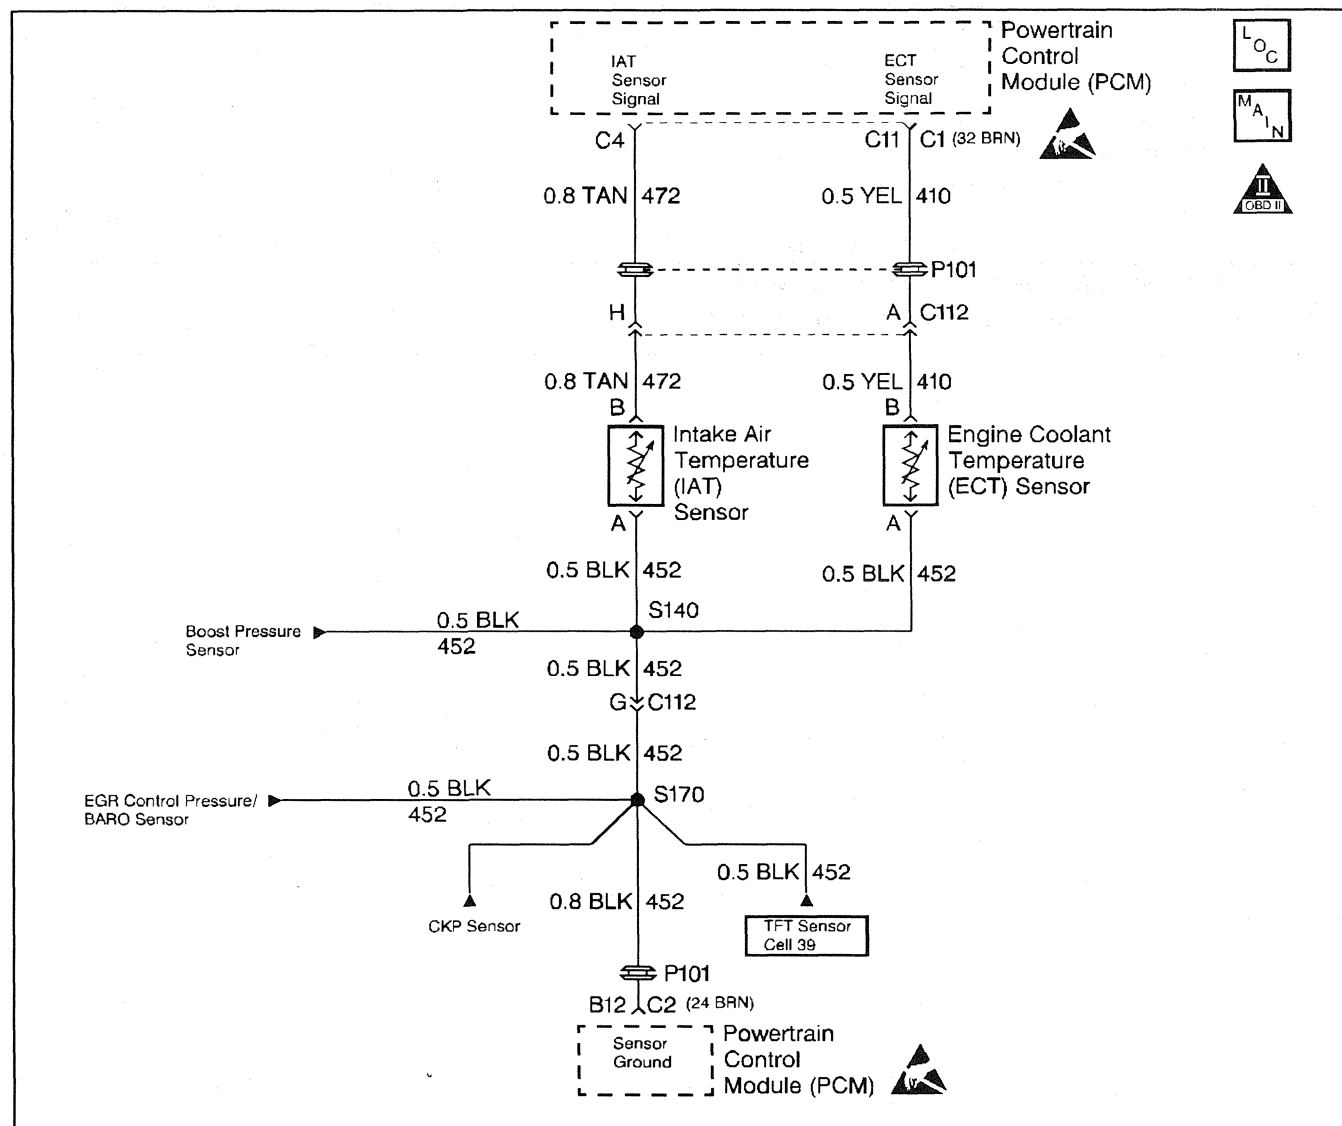 Powertrain
Control
Module (PCM)
IAT
Sensor
Signal
ECT
Sensor
Signal
L O C
M A I N
II
OBD II
C4
C11 C1 (32 BRN)
0.8 TAN 472
0.5 YEL 410
P101
H
A C112
0.8 TAN 472
0.5 YEL 410
B
B
Intake Air
Temperature
(IAT)
Sensor
Engine Coolant
Temperature
(ECT) Sensor
A
A
0.5 BLK 452
0.5 BLK 452
S140
Boost Pressure
Sensor
0.5 BLK
452
0.5 BLK 452
G C112
0.5 BLK 452
EGR Control Pressure/
BARO Sensor
0.5 BLK
452
S170
0.5 BLK 452
0.8 BLK 452
CKP Sensor
TFT Sensor
Cell 39
P101
B12 C2 (24 BRN)
Sensor
Ground
Powertrain
Control
Module (PCM)